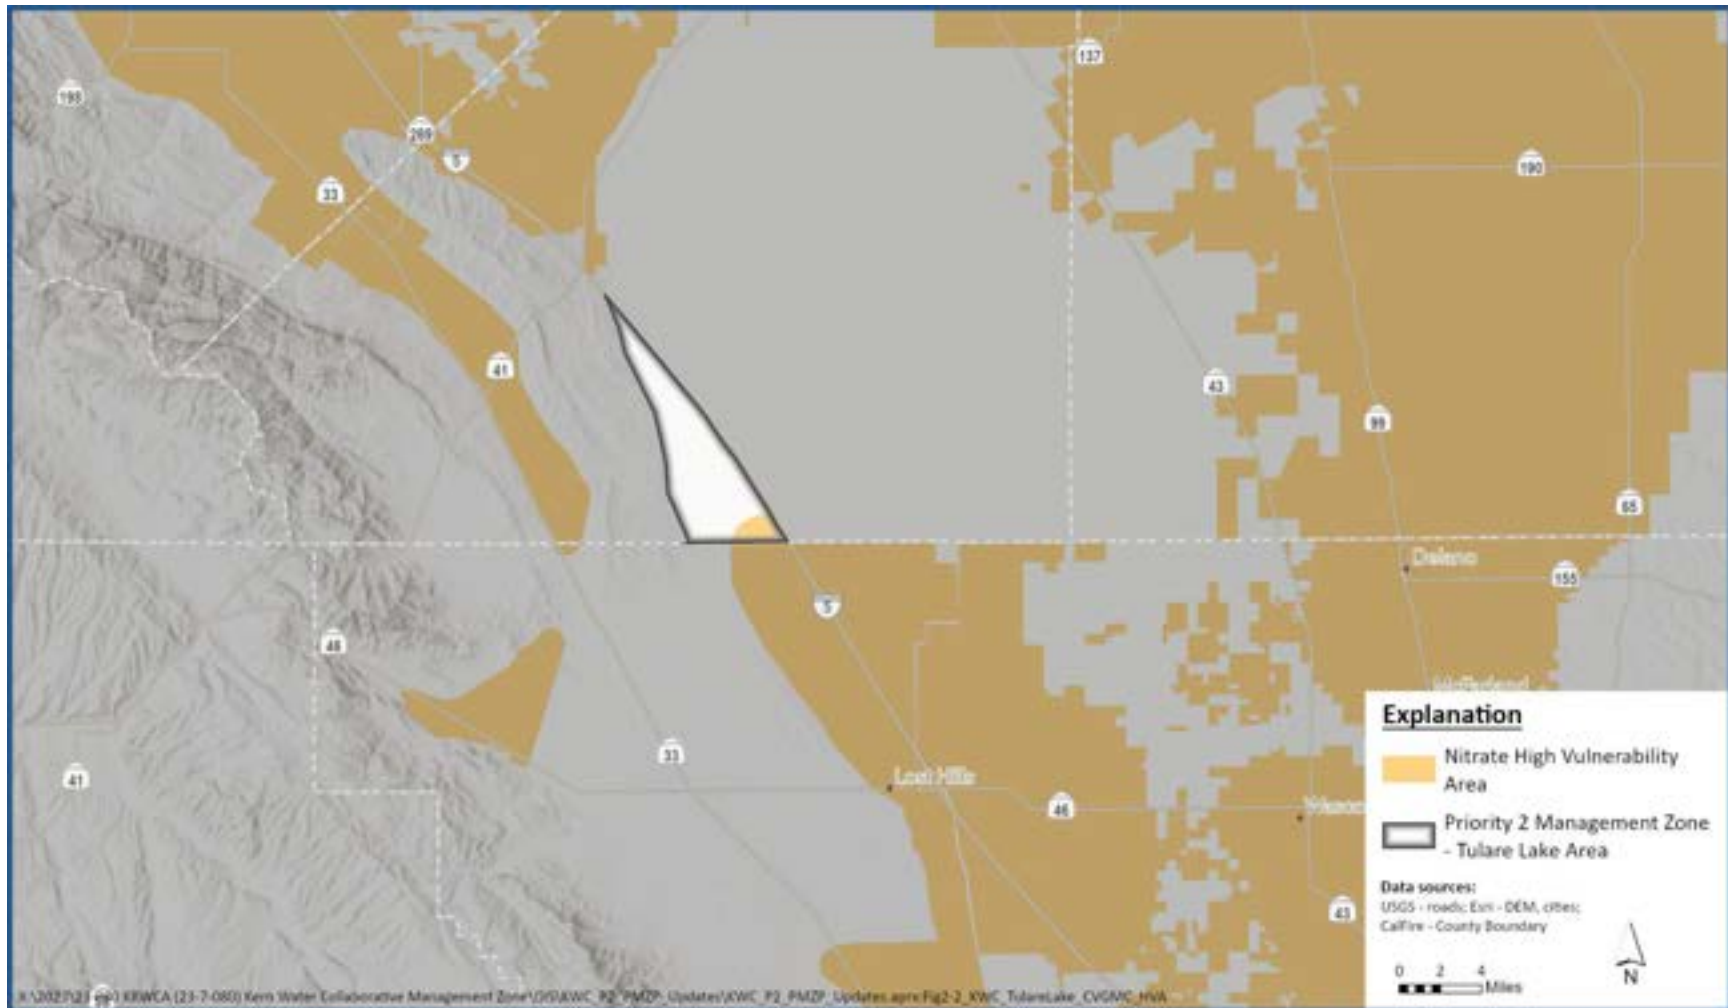 137
198
269
5
33
190
41
43
99
65
Delano
155
5
46
33
41
Lost Hills
46
43
McFarland
Explanation
Nitrate High Vulnerability
Area
Priority 2 Management Zone
- Tulare Lake Area
Data sources:
USGS - roads; Esri - DEM, cities;
CalFire - County Boundary
0 2 4
Miles
N